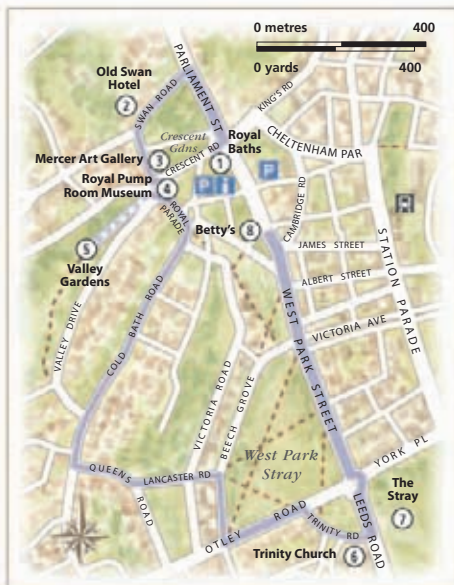 0 metres 400
0 yards 400
PARLIAMENT ST
KING'S RD
Old Swan
Hotel
2
SWAN ROAD
Crescent
Gdns
Royal
Baths
CHELTENHAM PAR
Mercer Art Gallery 3
CRESCENT RD
1
Royal Pump
Room Museum
4
P i
P
ROYAL
PARADE
Betty's 8
CAMBRIDGE RD
JAMES STREET
STATION PARADE
5
Valley
Gardens
ALBERT STREET
VALLEY DRIVE
COLD BATH ROAD
WEST PARK STREET
VICTORIA AVE
VICTORIA ROAD
BEECH GROVE
QUEENS ROAD
LANCASTER RD
West Park
Stray
YORK PL
The
Stray
7
OTLEY ROAD
TRINITY RD
LEEDS ROAD
Trinity Church 6